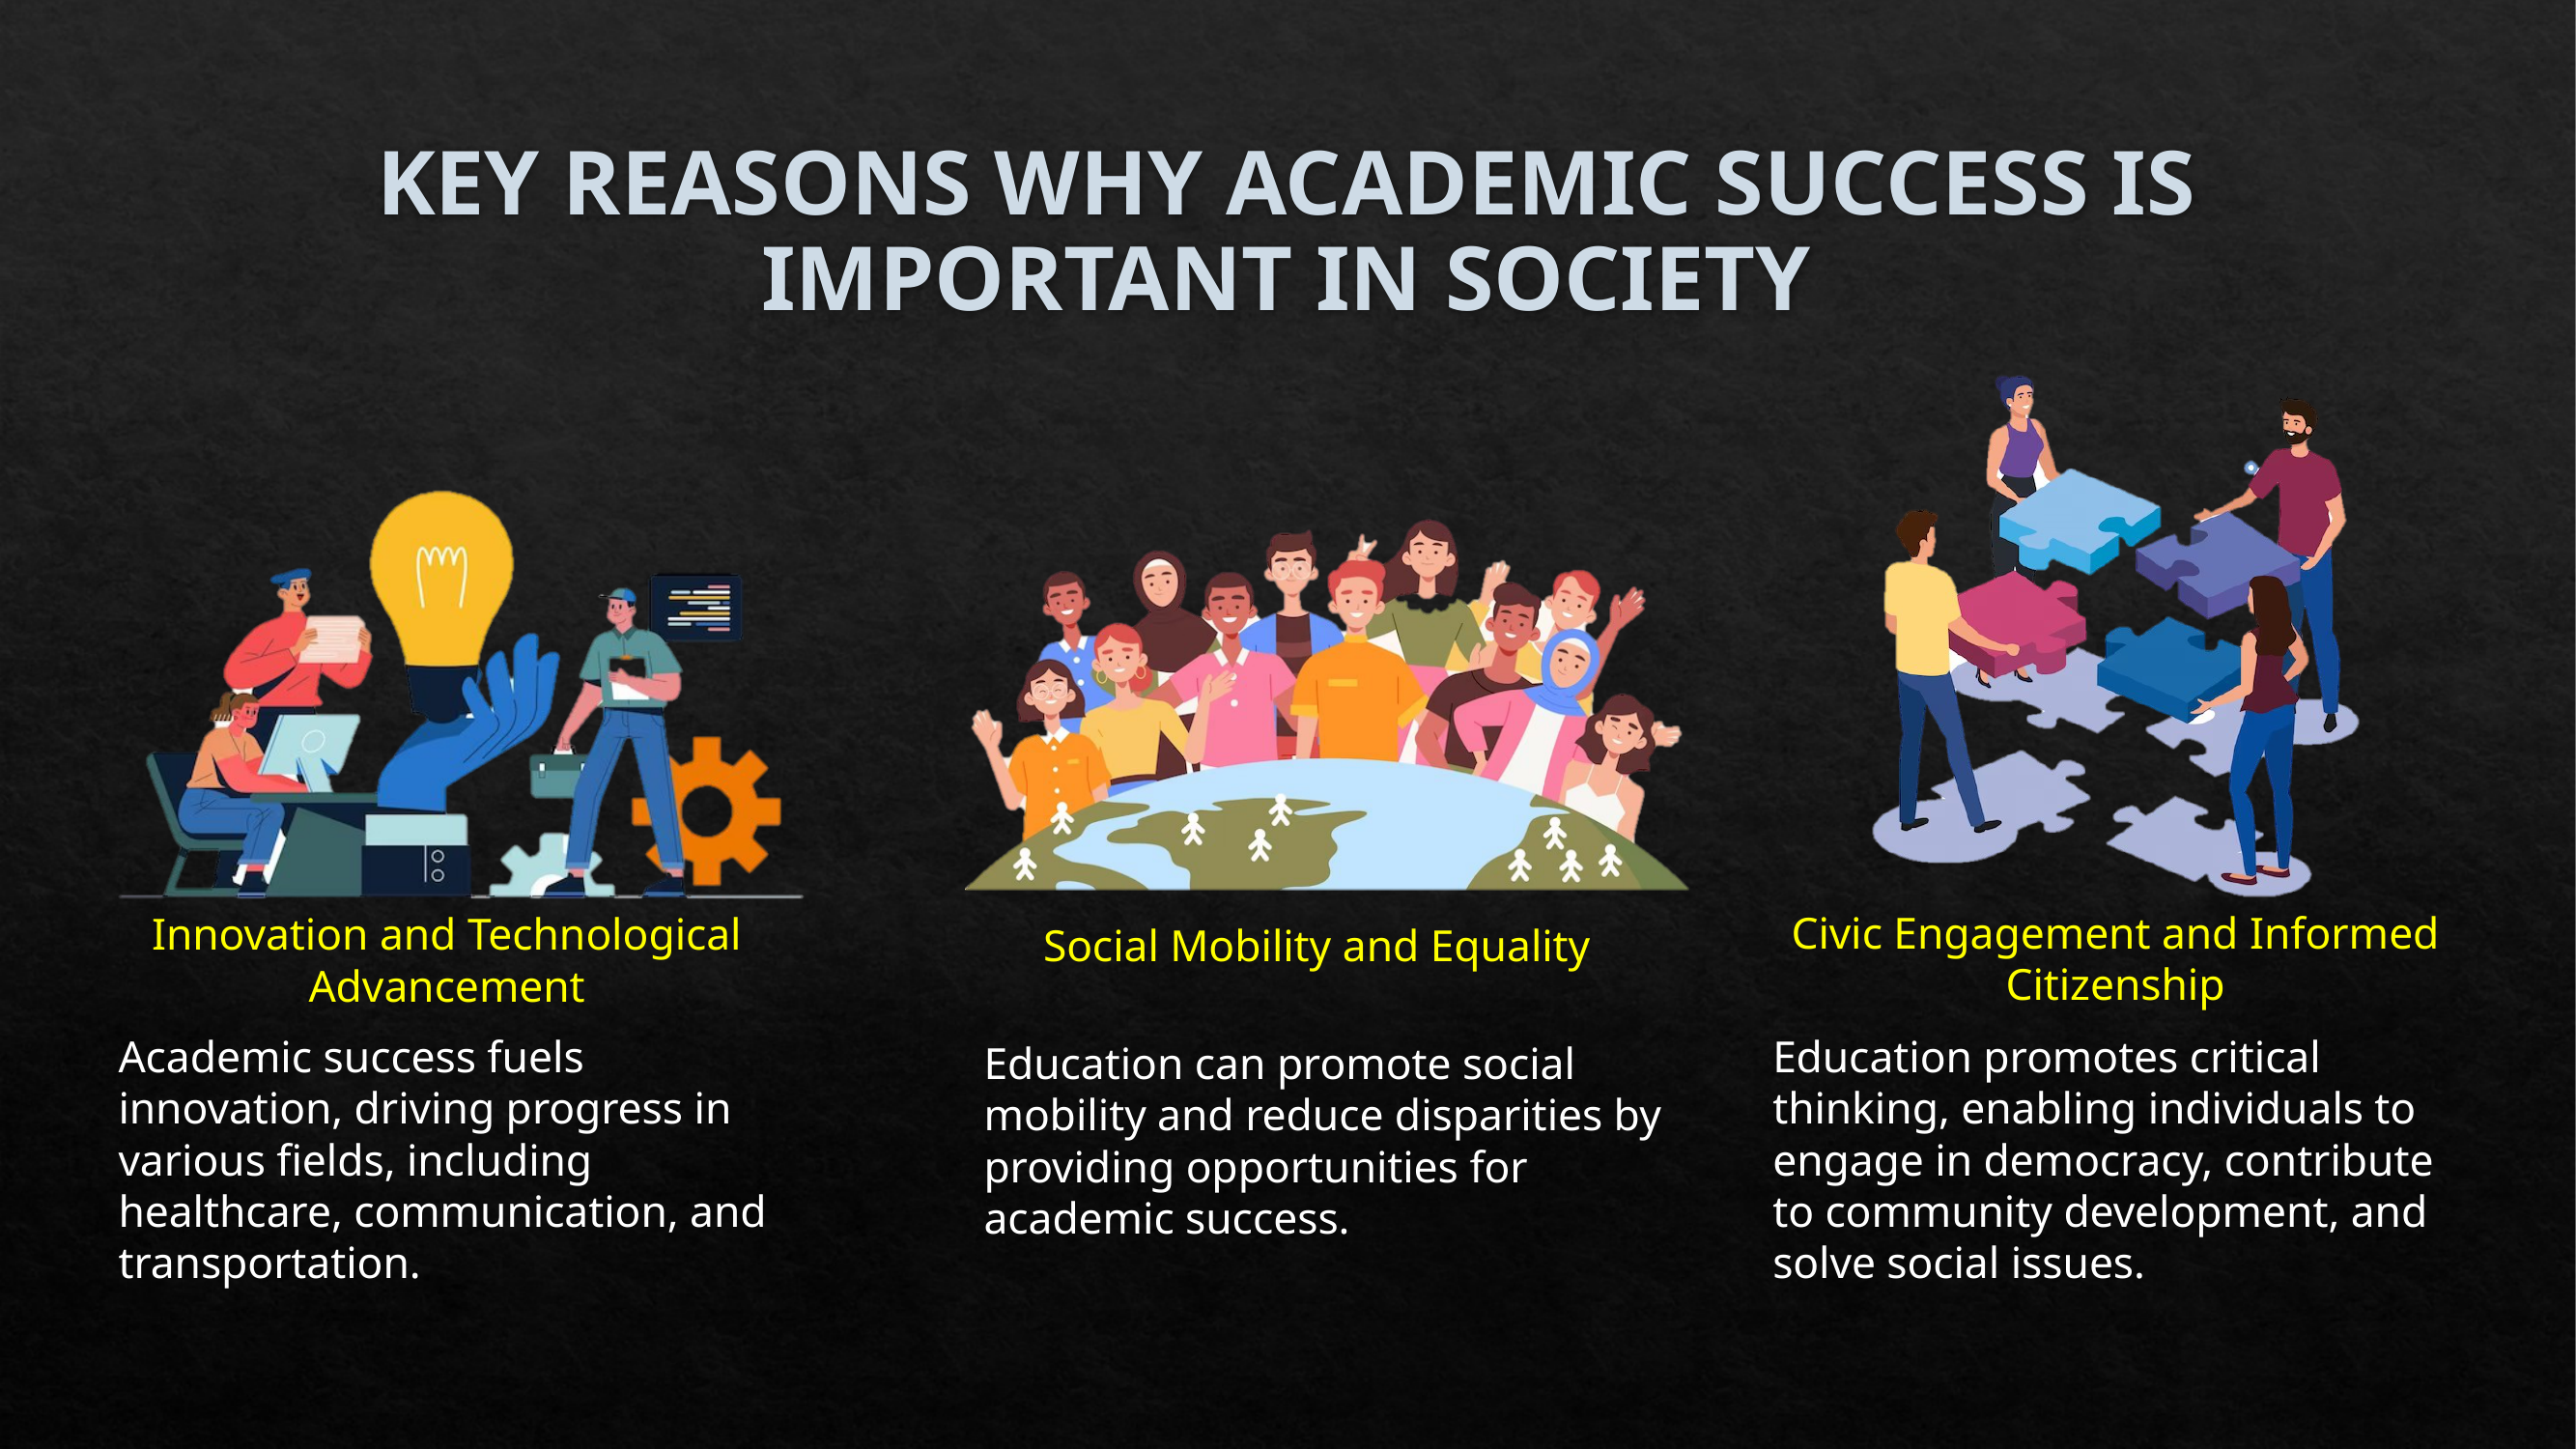 KEY REASONS WHY ACADEMIC SUCCESS IS
IMPORTANT IN SOCIETY
Innovation and Technological
Advancement
Academic success fuels
innovation, driving progress in
various fields, including
healthcare, communication, and
transportation.
Social Mobility and Equality
Education can promote social
mobility and reduce disparities by
providing opportunities for
academic success.
Civic Engagement and Informed
Citizenship
Education promotes critical
thinking, enabling individuals to
engage in democracy, contribute
to community development, and
solve social issues.